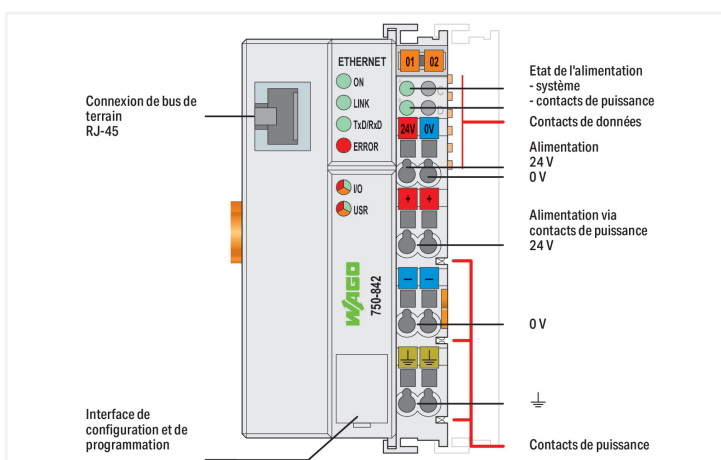 Connexion de bus de
terrain
RJ-45
Interface de
configuration et de
programmation
ETHERNET
ON
LINK
TxD/RxD
ERROR
I/O
USR
WAGO
750-842
01 02
C
C
24V 0V
+ +
— —
Etat de l'alimentation
- système
- contacts de puissance
Contacts de données
Alimentation
24 V
0 V
Alimentation via
contacts de puissance
24 V
0 V
Contacts de puissance